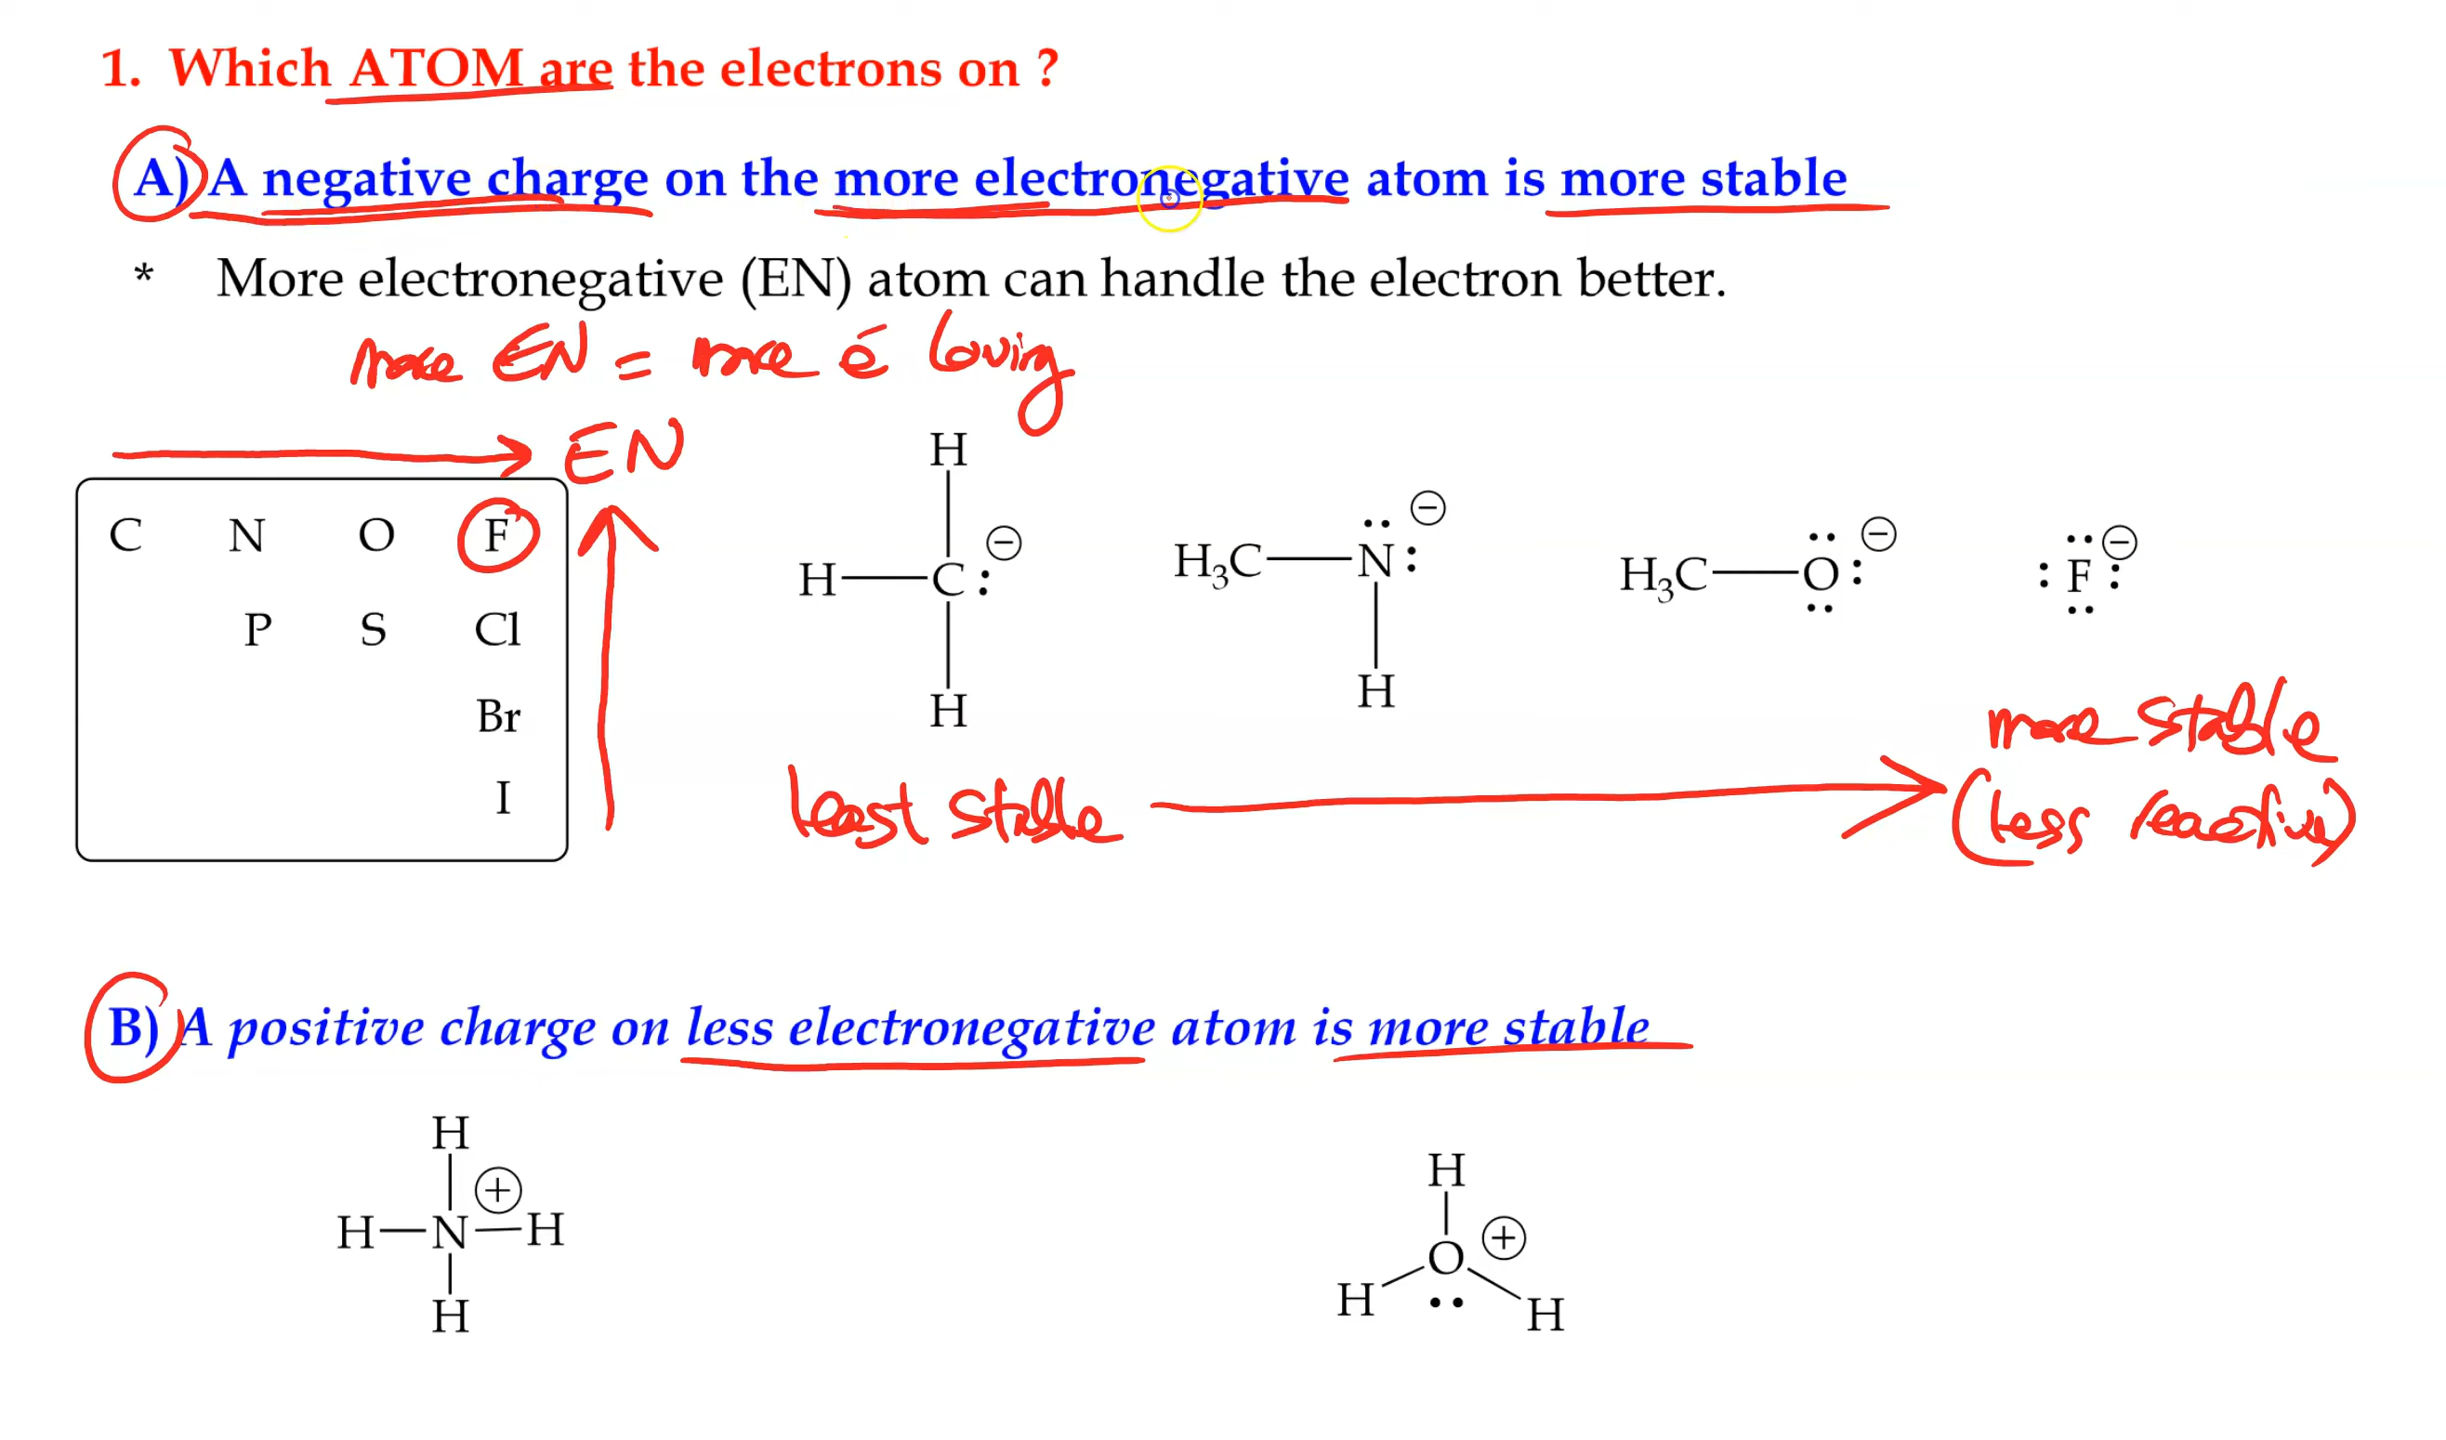 1. Which ATOM are the electrons on ?
A) A negative charge on the more electronegative atom is more stable
* More electronegative (EN) atom can handle the electron better.
more EN = more é loving
EN
C N O F
P S Cl
Br
I
H
H C: ⊖
H
H₃C N: ⊖
H
H₃C O: ⊖
:F: ⊖
least stable
more stable
(less reactive)
B) A positive charge on less electronegative atom is more stable
H
⊕
H N H
H
H
⊕
O
H H